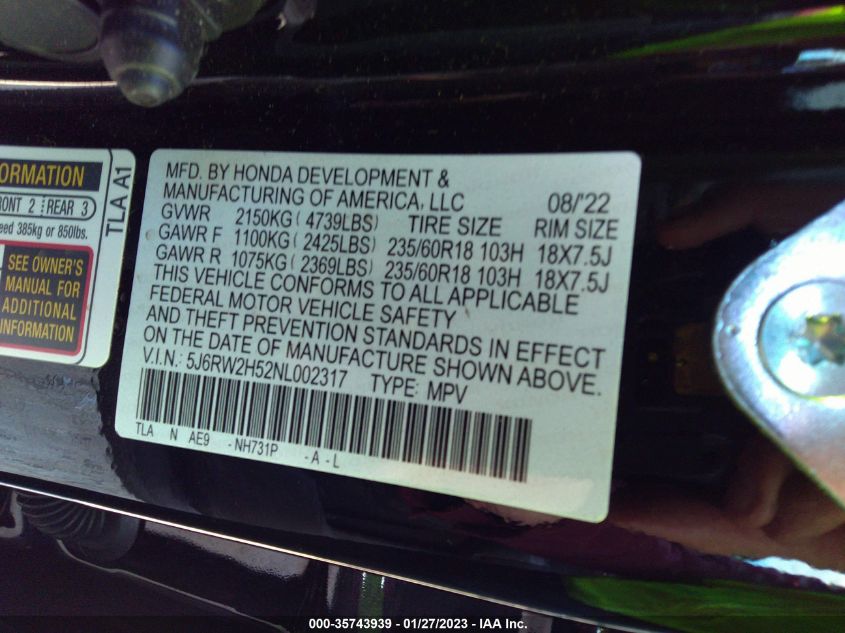 ORMATION
FRONT 2 REAR 3
eed 385kg or 850lbs.
SEE OWNER'S
MANUAL FOR
ADDITIONAL
INFORMATION
TLA A1
MFD. BY HONDA DEVELOPMENT &
MANUFACTURING OF AMERICA, LLC 08/'22
GVWR 2150KG(4739LBS) TIRE SIZE RIM SIZE
GAWR F 1100KG(2425LBS) 235/60R18 103H 18X7.5J
GAWR R 1075KG(2369LBS) 235/60R18 103H 18X7.5J
THIS VEHICLE CONFORMS TO ALL APPLICABLE
FEDERAL MOTOR VEHICLE SAFETY
AND THEFT PREVENTION STANDARDS IN EFFECT
ON THE DATE OF MANUFACTURE SHOWN ABOVE.
V.I.N.: 5J6RW2H52NL002317 TYPE: MPV
TLA N AE9 -NH731P -A-L
000-35743939 / 01/27/2023 - IAA Inc.